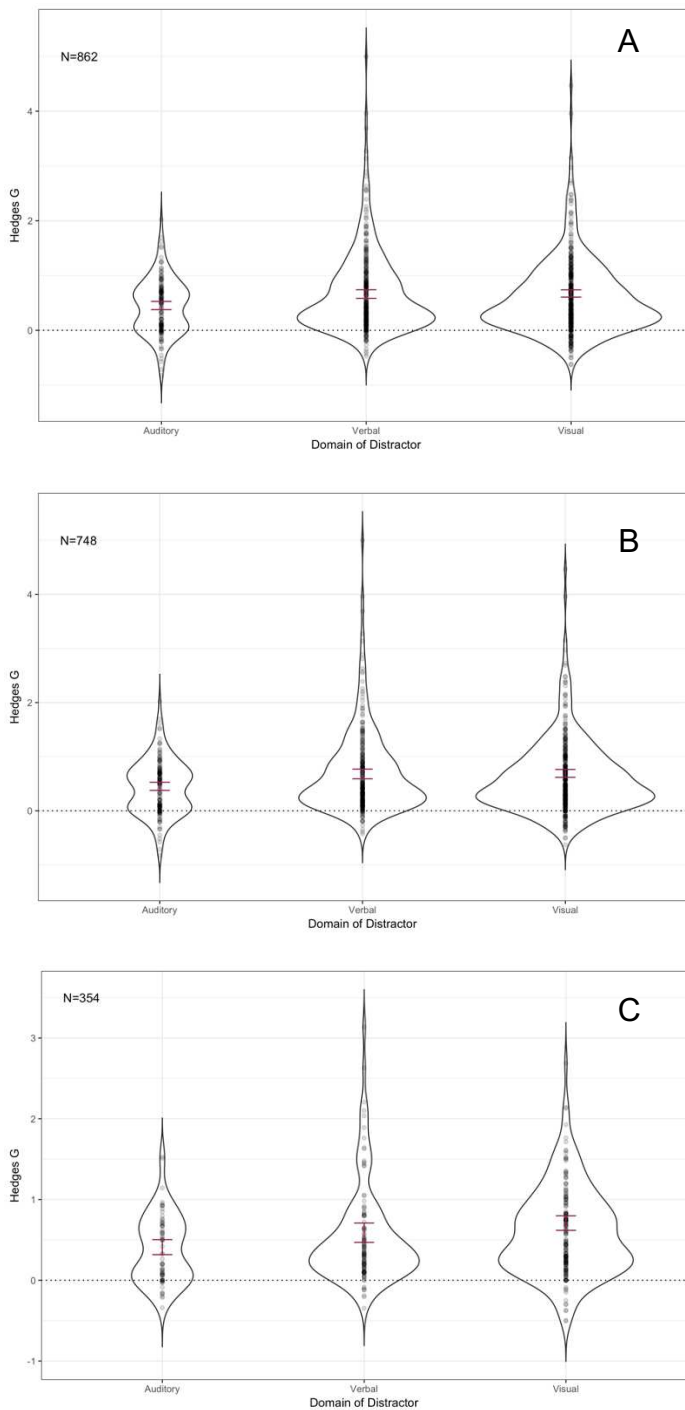 A
N=862
4
2
0
Hedges G
Auditory Verbal Visual
Domain of Distractor
B
N=748
4
2
0
Hedges G
Auditory Verbal Visual
Domain of Distractor
C
N=354
3
2
1
0
-1
Hedges G
Auditory Verbal Visual
Domain of Distractor